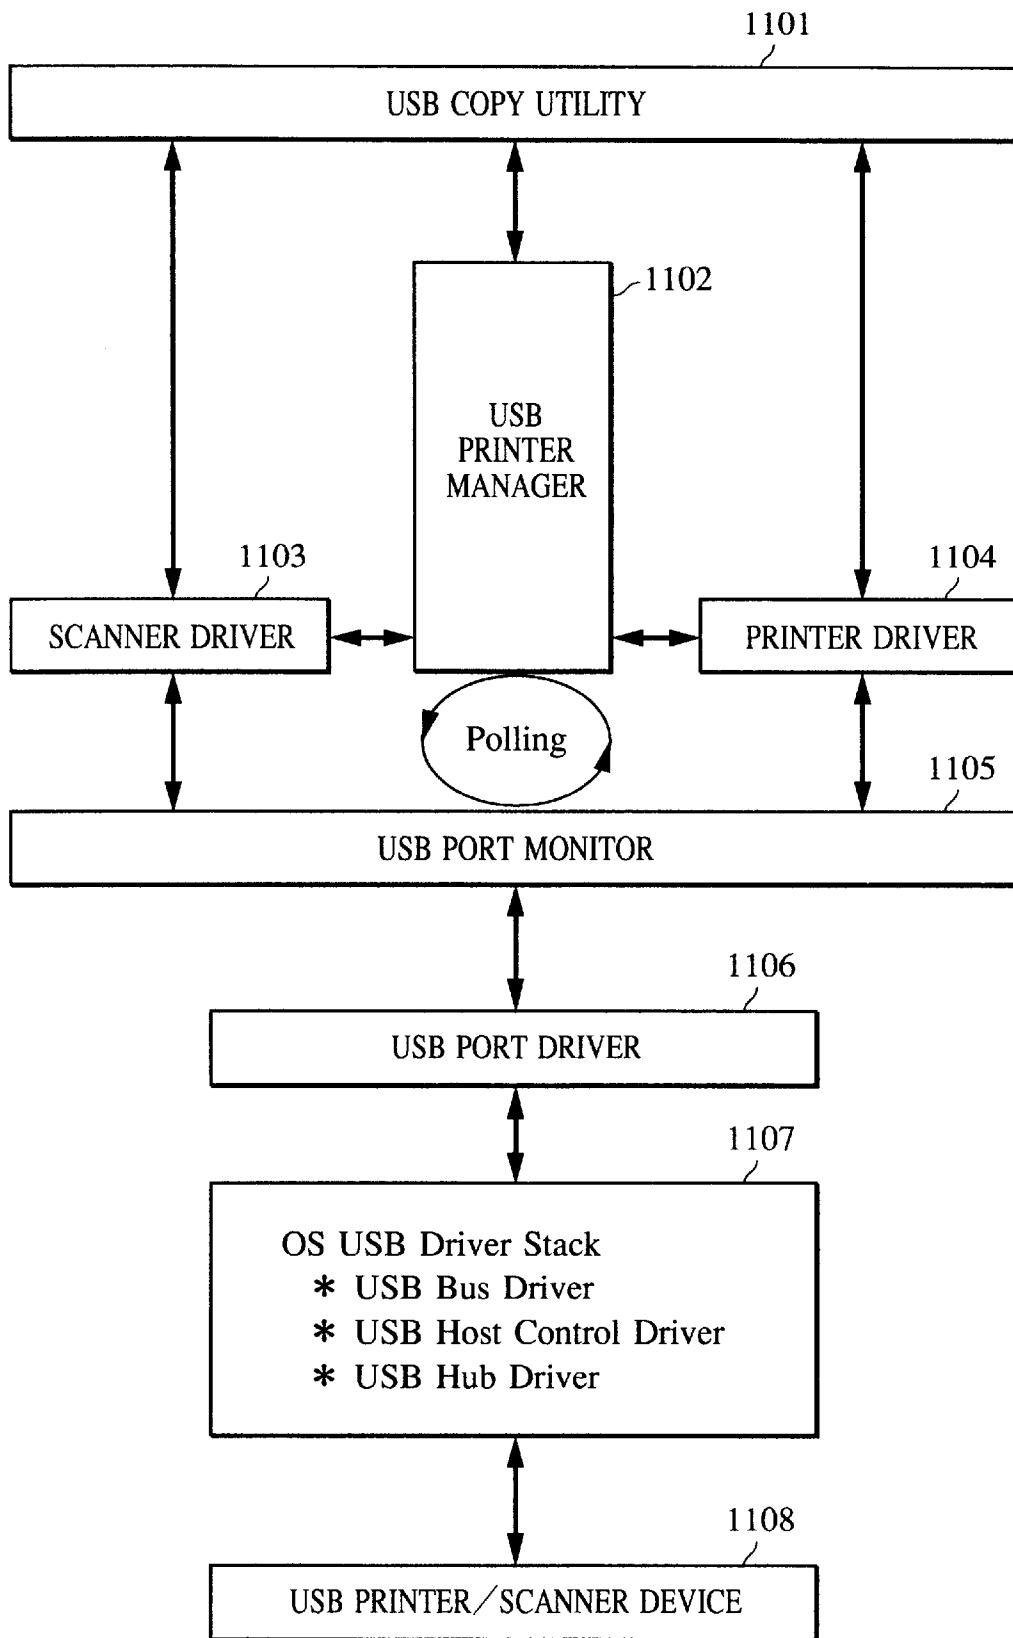 1101
USB COPY UTILITY
1102
USB
PRINTER
MANAGER
1103
1104
SCANNER DRIVER
PRINTER DRIVER
Polling
1105
USB PORT MONITOR
1106
USB PORT DRIVER
1107
OS USB Driver Stack
* USB Bus Driver
* USB Host Control Driver
* USB Hub Driver
1108
USB PRINTER/SCANNER DEVICE